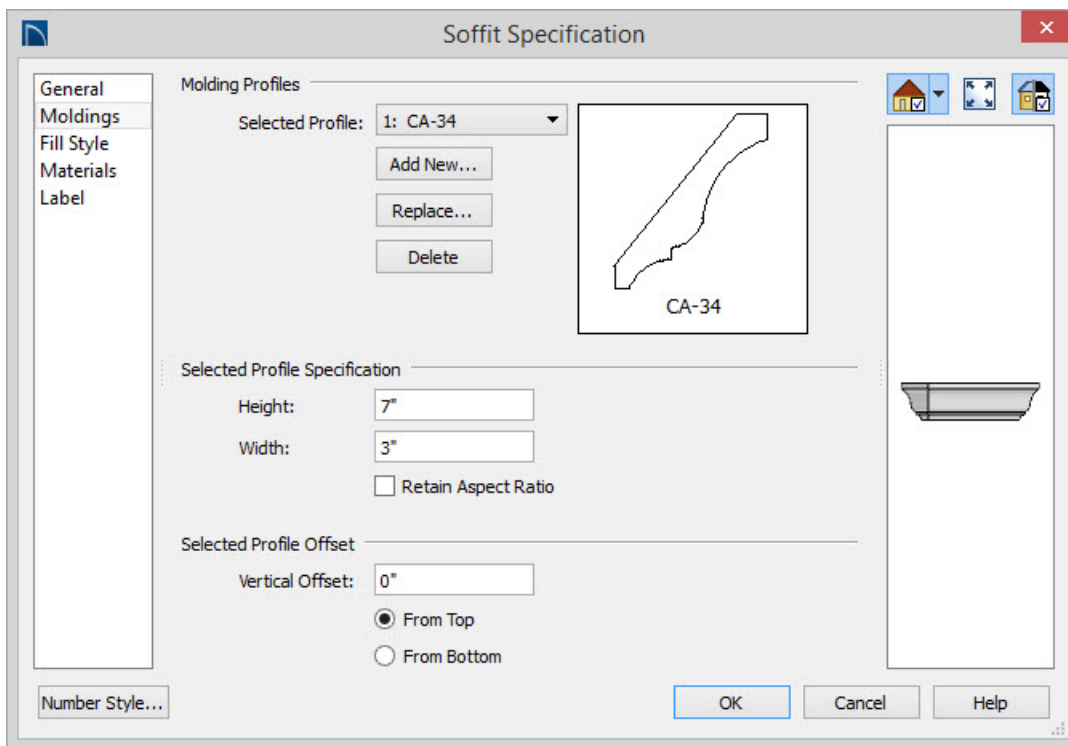 Soffit Specification
General
Moldings
Fill Style
Materials
Label
Molding Profiles
Selected Profile: 1: CA-34
Add New...
Replace...
Delete
CA-34
Selected Profile Specification
Height: 7"
Width: 3"
Retain Aspect Ratio
Selected Profile Offset
Vertical Offset: 0"
From Top
From Bottom
Number Style...
OK
Cancel
Help